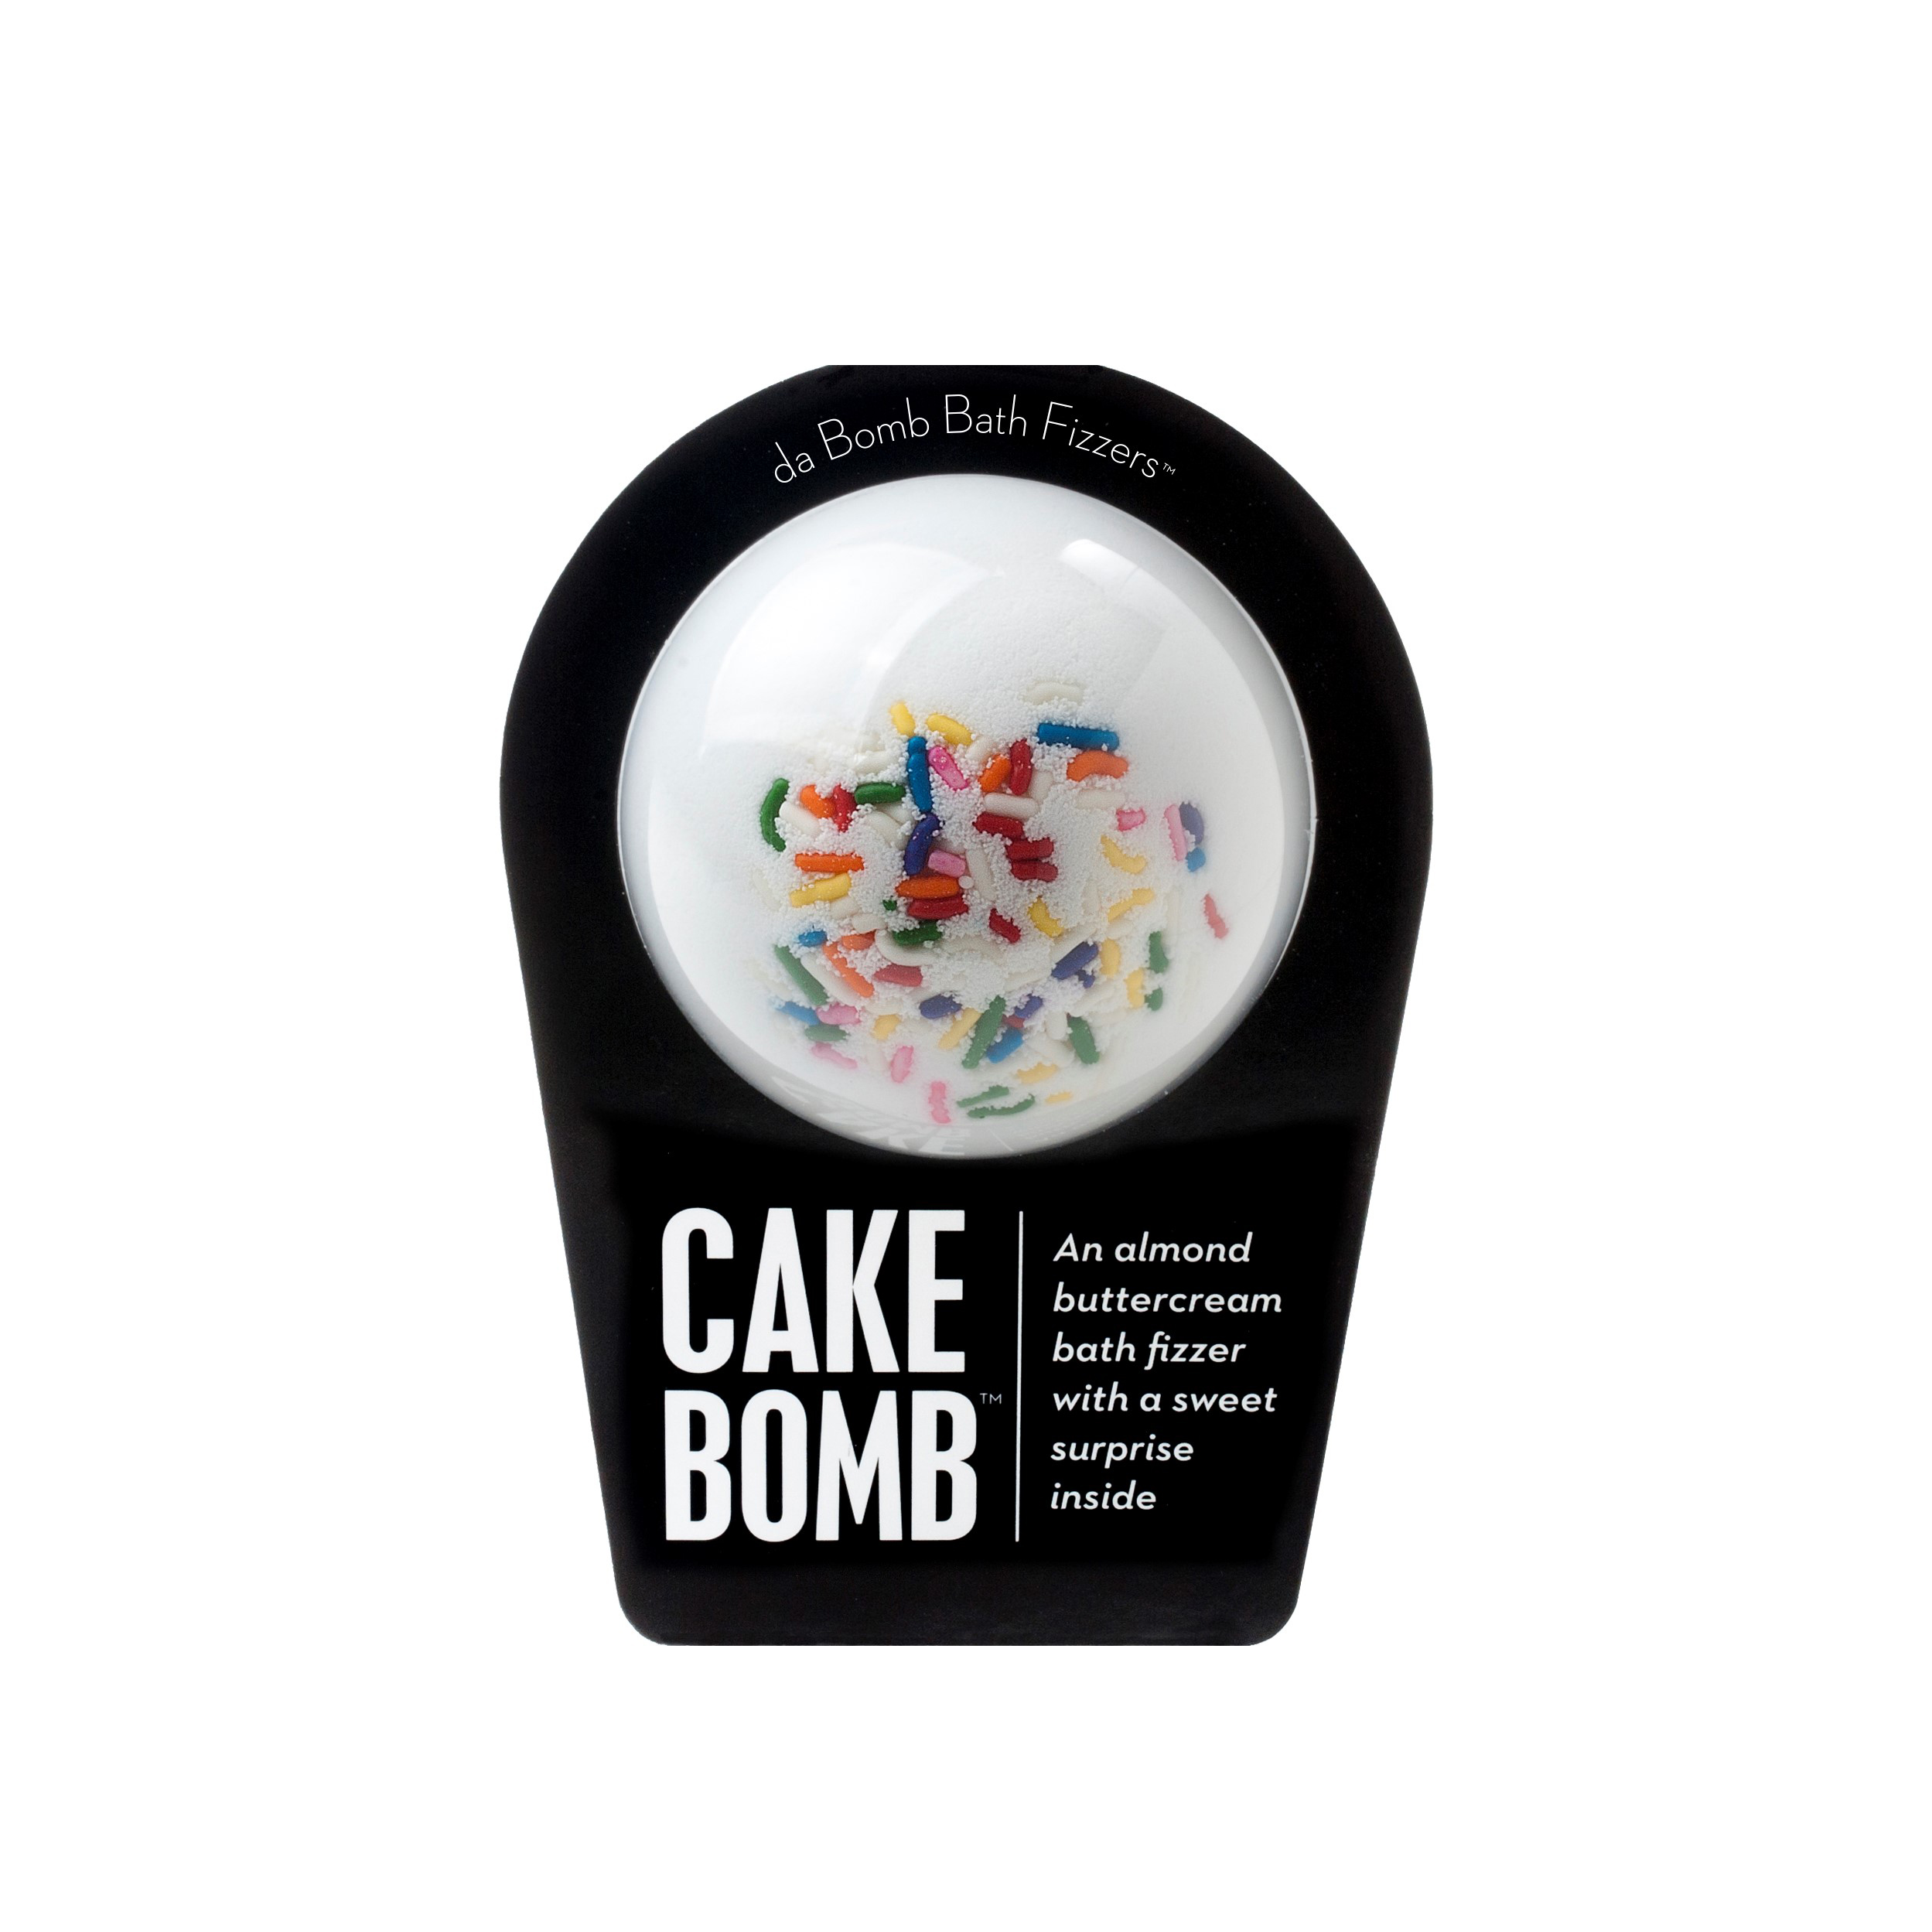 da Bomb Bath Fizzers™
CAKE
BOMB™
An almond
buttercream
bath fizzer
with a sweet
surprise
inside